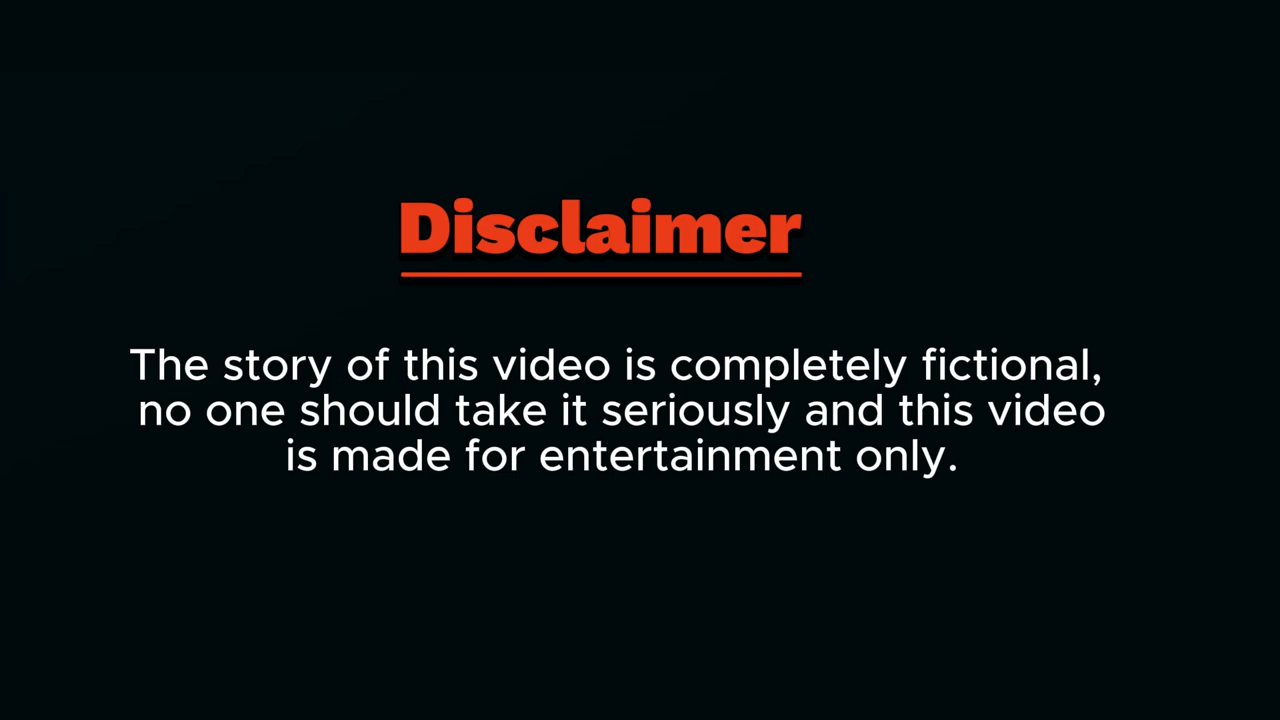 Disclaimer
The story of this video is completely fictional,
no one should take it seriously and this video
is made for entertainment only.